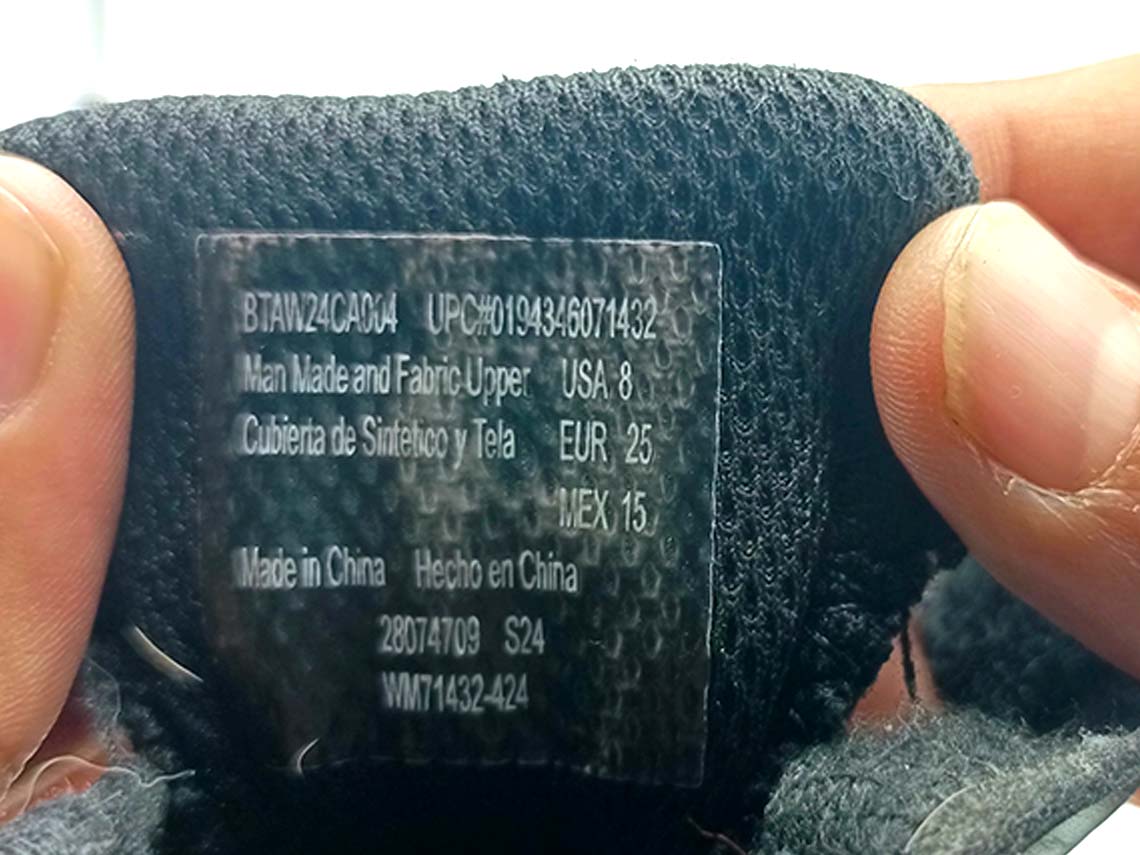 BTAW24CA004 UPC#0194346071432
Man Made and Fabric Upper USA 8
Cubierta de Sintetico y Tela EUR 25
MEX 15
Made in China Hecho en China
28074709 S24
WM71432-424